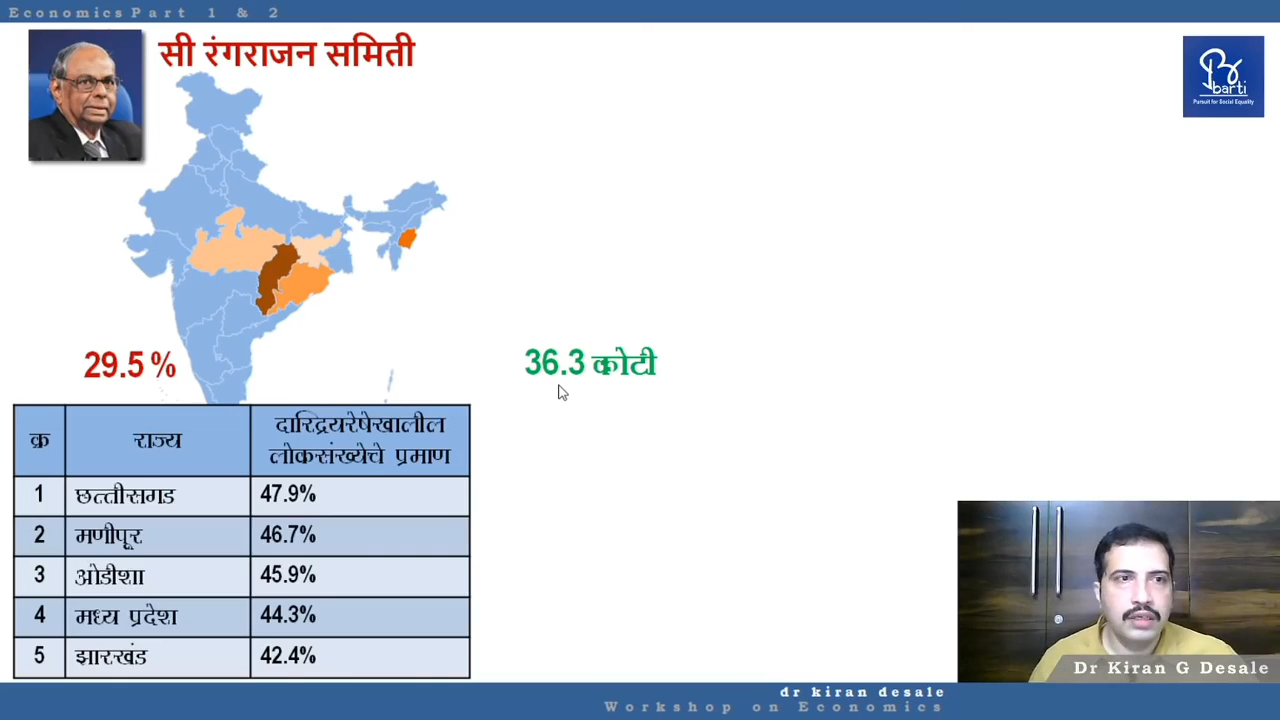 Economics Part 1 & 2
सी रंगराजन समिती
barti
Pursuit for Social Equality
29.5 %
36.3 कोटी
क्र राज्य दारिद्रयरेषेखालील लोकसंख्येचे प्रमाण
1 छत्तीसगड 47.9%
2 मणीपूर 46.7%
3 ओडीशा 45.9%
4 मध्य प्रदेश 44.3%
5 झारखंड 42.4%
Dr Kiran G Desale
dr kiran desale
Workshop on Economics